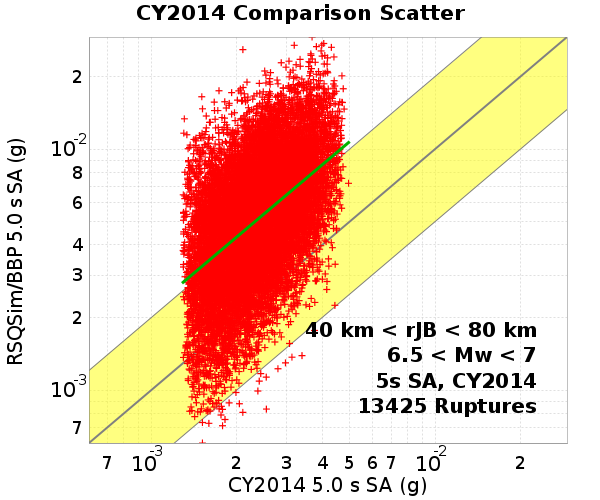 CY2014 Comparison Scatter
RSQSim/BBP 5.0 s SA (g)
2
10-2
8
6
4
3
2
10-3
7
40 km < rJB < 80 km
6.5 < Mw < 7
5s SA, CY2014
13425 Ruptures
7 10-3 2 3 4 5 6 7 10-2 2
CY2014 5.0 s SA (g)